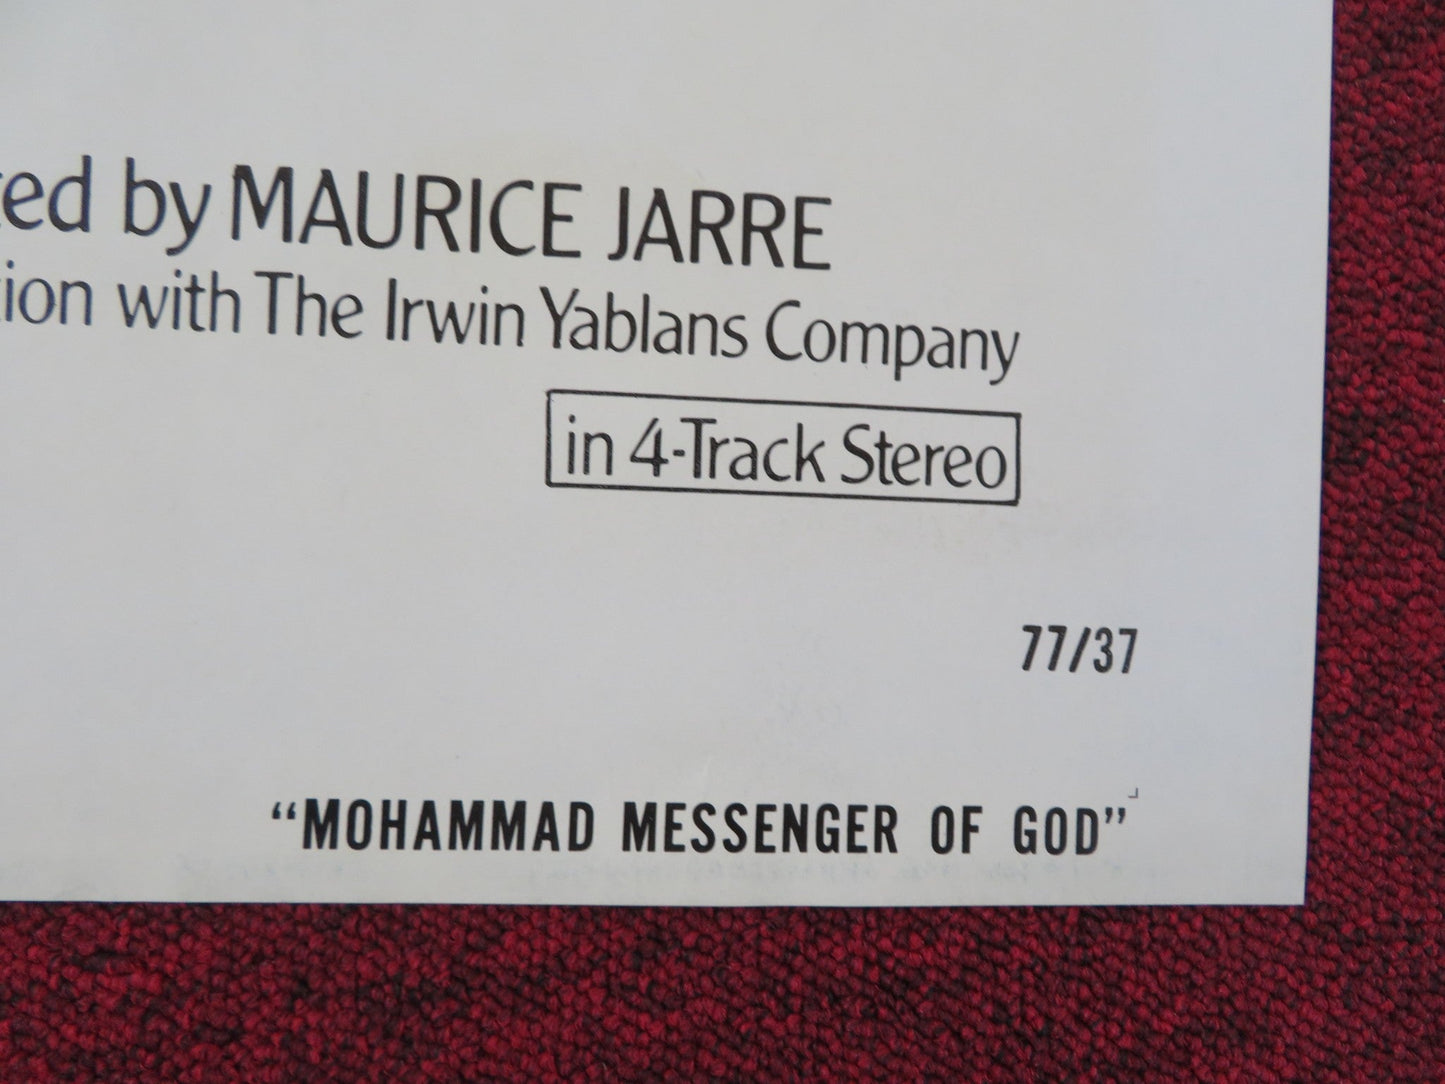 ted by MAURICE JARRE
tion with The Irwin Yablans Company
in 4-Track Stereo
77/37
“MOHAMMAD MESSENGER OF GOD”